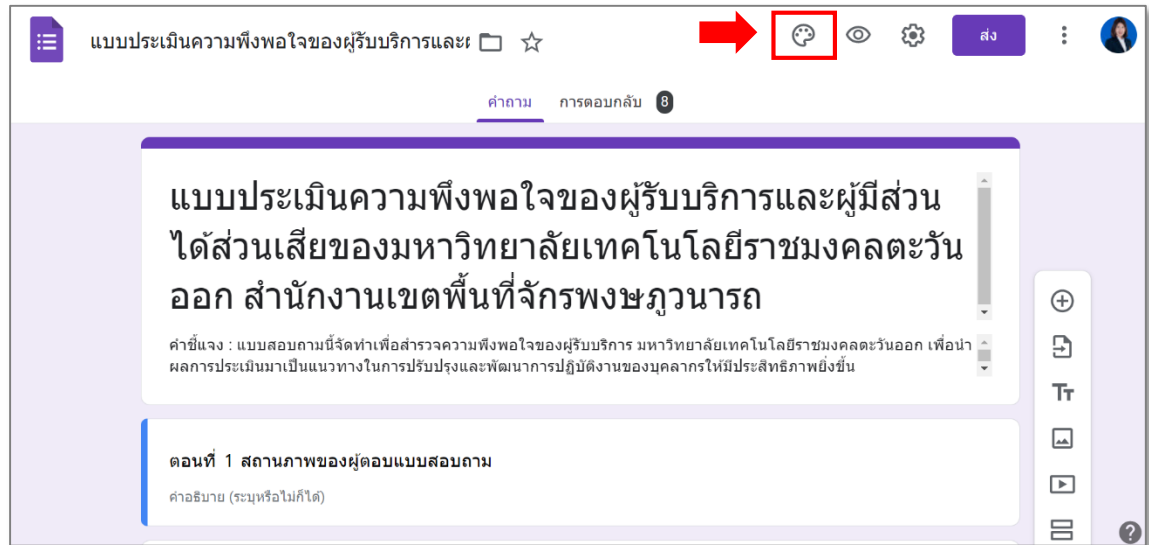 แบบประเมินความพึงพอใจของผู้รับบริการและผ
ส่ง
คำถาม การตอบกลับ 8
แบบประเมินความพึงพอใจของผู้รับบริการและผู้มีส่วน
ได้ส่วนเสียของมหาวิทยาลัยเทคโนโลยีราชมงคลตะวัน
ออก สำนักงานเขตพื้นที่จักรพงษภูวนารถ
คำชี้แจง : แบบสอบถามนี้จัดทำเพื่อสำรวจความพึงพอใจของผู้รับบริการ มหาวิทยาลัยเทคโนโลยีราชมงคลตะวันออก เพื่อนำ
ผลการประเมินมาเป็นแนวทางในการปรับปรุงและพัฒนาการปฏิบัติงานของบุคลากรให้มีประสิทธิภาพยิ่งขึ้น
Tт
ตอนที่ 1 สถานภาพของผู้ตอบแบบสอบถาม
คำอธิบาย (ระบุหรือไม่ก็ได้)